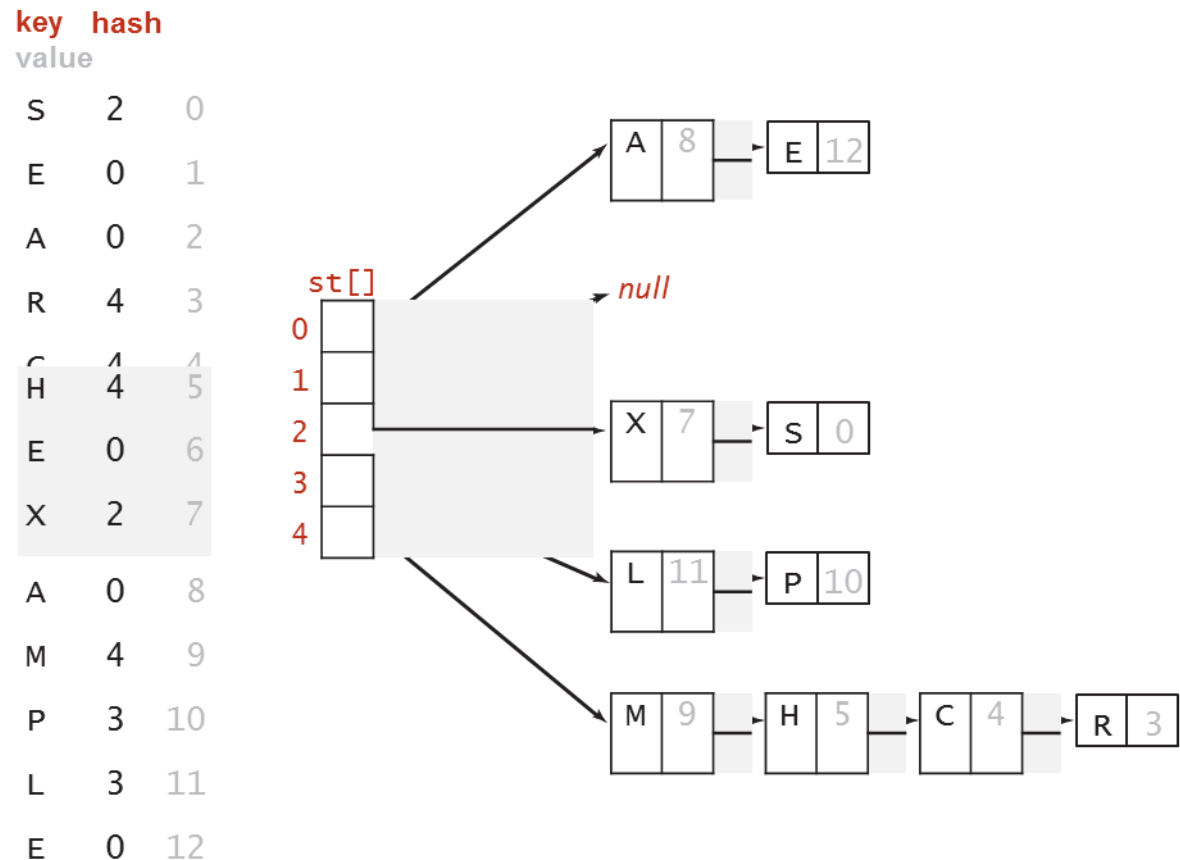 key hash
value
S 2 0
E 0 1
A 0 2
R 4 3
C 4 4
H 4 5
E 0 6
X 2 7
A 0 8
M 4 9
P 3 10
L 3 11
E 0 12
st[]
0
1
2
3
4
A 8 E 12
null
X 7 S 0
L 11 P 10
M 9 H 5 C 4 R 3